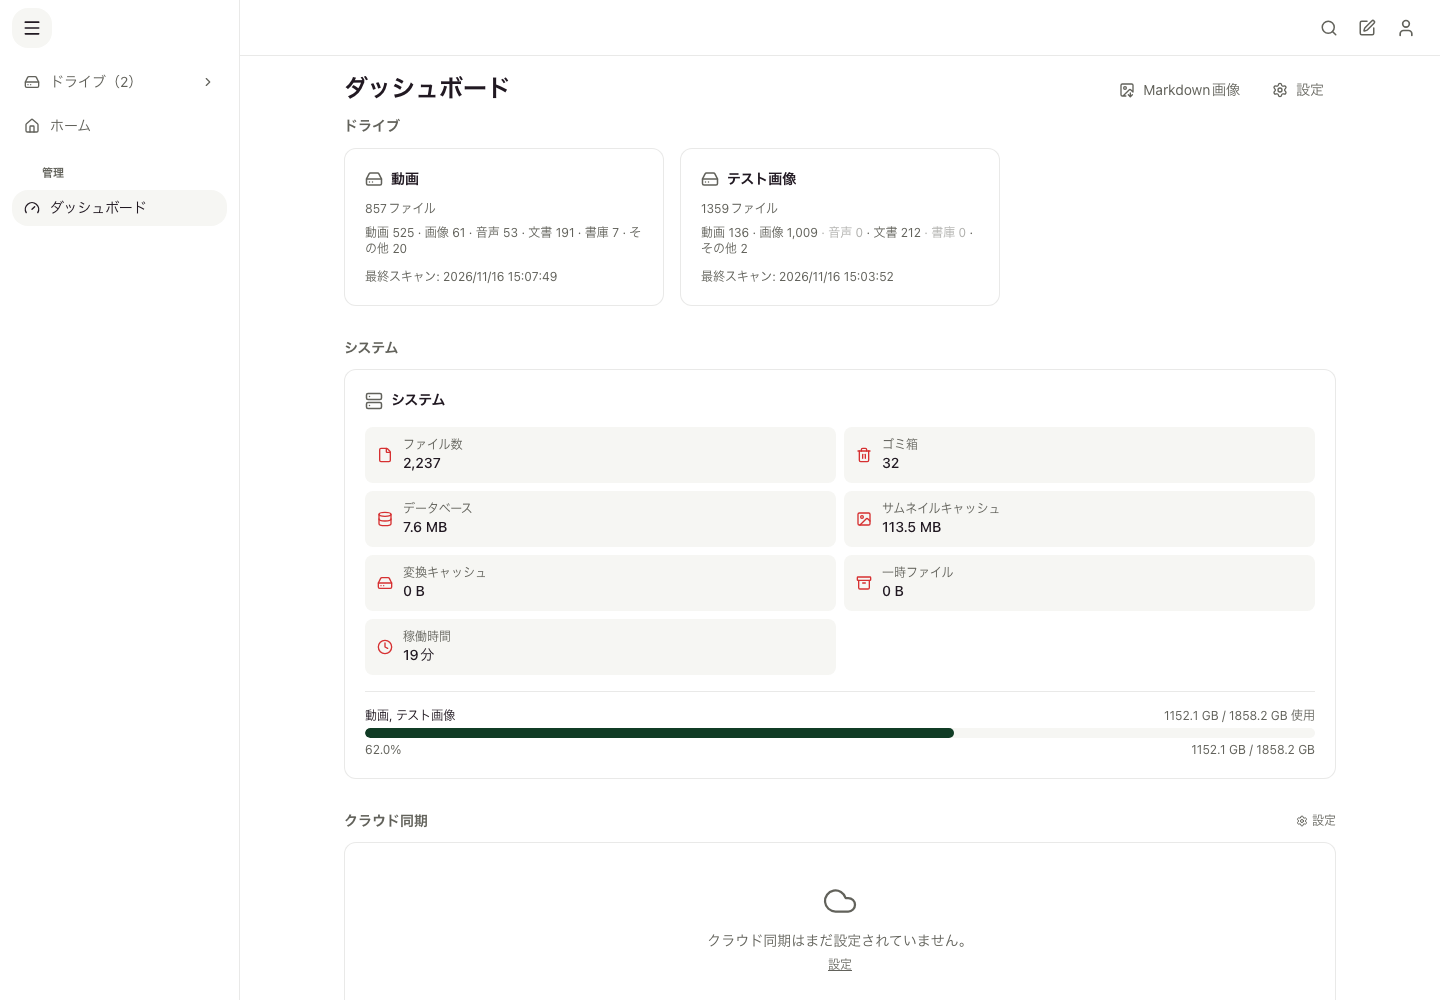 ドライブ（2）
ホーム
管理
ダッシュボード
ダッシュボード
Markdown画像
設定
ドライブ
動画
857ファイル
動画 525 · 画像 61 · 音声 53 · 文書 191 · 書庫 7 · そ
の他 20
最終スキャン: 2026/11/16 15:07:49
テスト画像
1359ファイル
動画 136 · 画像 1,009 · 音声 0 · 文書 212 · 書庫 0 ·
その他 2
最終スキャン: 2026/11/16 15:03:52
システム
システム
ファイル数
2,237
ゴミ箱
32
データベース
7.6 MB
サムネイルキャッシュ
113.5 MB
変換キャッシュ
0 B
一時ファイル
0 B
稼働時間
19分
動画, テスト画像
1152.1 GB / 1858.2 GB 使用
62.0%
1152.1 GB / 1858.2 GB
クラウド同期
設定
クラウド同期はまだ設定されていません。
設定